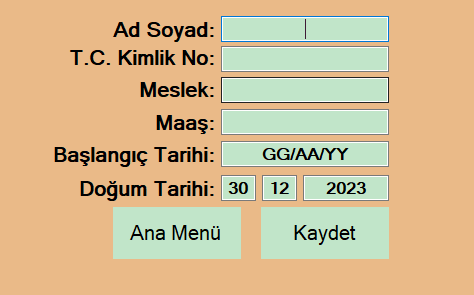 Ad Soyad:
T.C. Kimlik No:
Meslek:
Maaş:
Başlangıç Tarihi: GG/AA/YY
Doğum Tarihi: 30 12 2023
Ana Menü Kaydet